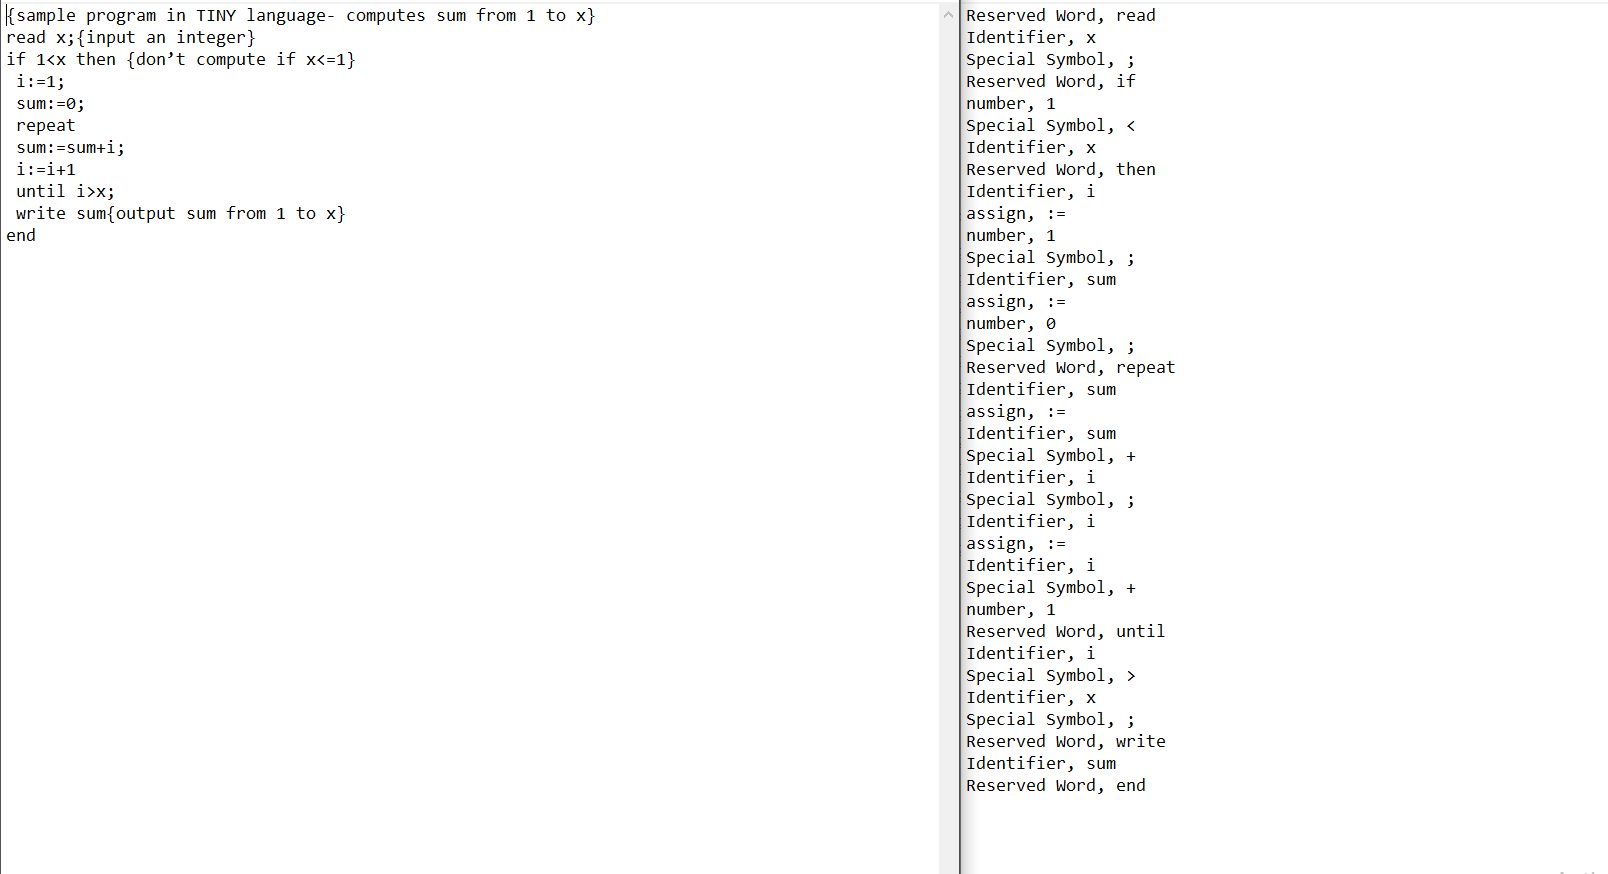 {sample program in TINY language- computes sum from 1 to x}
read x;{input an integer}
if 1<x then {don’t compute if x<=1}
i:=1;
sum:=0;
repeat
sum:=sum+i;
i:=i+1
until i>x;
write sum{output sum from 1 to x}
end
Reserved Word, read
Identifier, x
Special Symbol, ;
Reserved Word, if
number, 1
Special Symbol, <
Identifier, x
Reserved Word, then
Identifier, i
assign, :=
number, 1
Special Symbol, ;
Identifier, sum
assign, :=
number, 0
Special Symbol, ;
Reserved Word, repeat
Identifier, sum
assign, :=
Identifier, sum
Special Symbol, +
Identifier, i
Special Symbol, ;
Identifier, i
assign, :=
Identifier, i
Special Symbol, +
number, 1
Reserved Word, until
Identifier, i
Special Symbol, >
Identifier, x
Special Symbol, ;
Reserved Word, write
Identifier, sum
Reserved Word, end